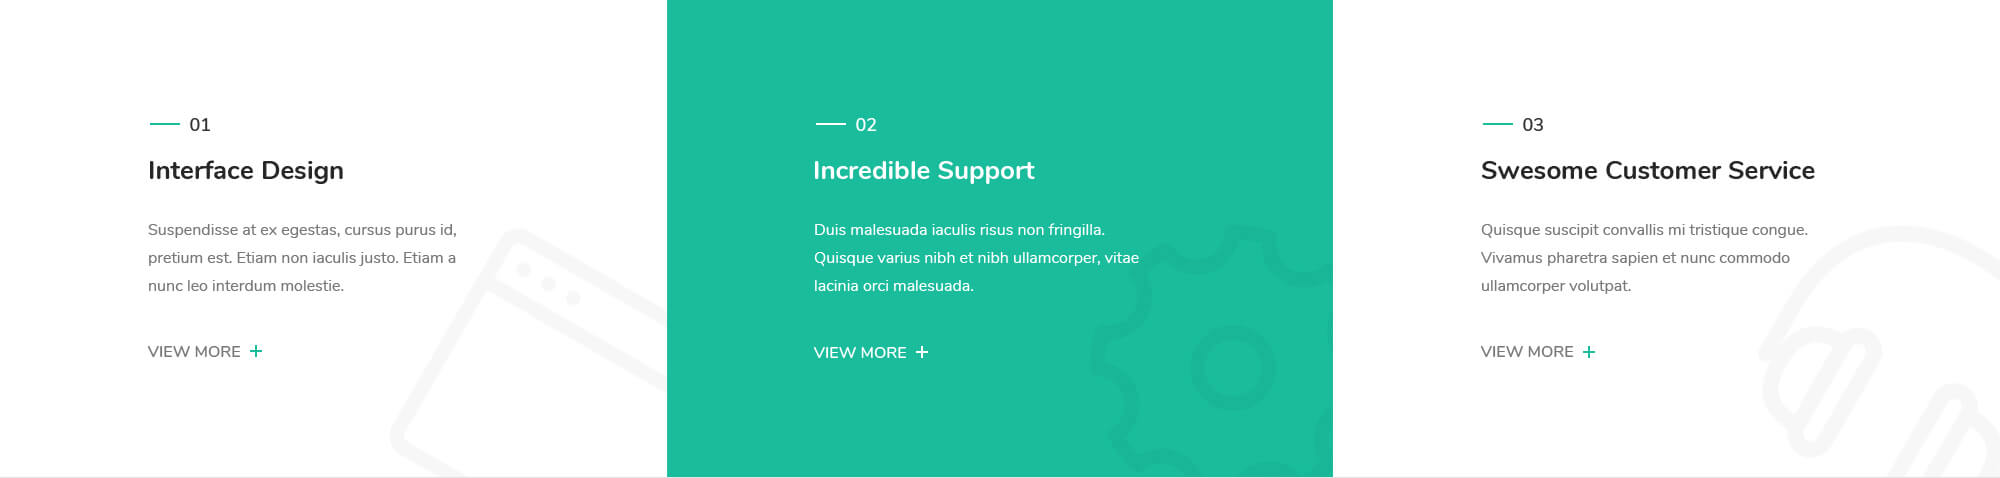 01
Interface Design
Suspendisse at ex egestas, cursus purus id,
pretium est. Etiam non iaculis justo. Etiam a
nunc leo interdum molestie.
VIEW MORE +
02
Incredible Support
Duis malesuada iaculis risus non fringilla.
Quisque varius nibh et nibh ullamcorper, vitae
lacinia orci malesuada.
VIEW MORE +
03
Swesome Customer Service
Quisque suscipit convallis mi tristique congue.
Vivamus pharetra sapien et nunc commodo
ullamcorper volutpat.
VIEW MORE +